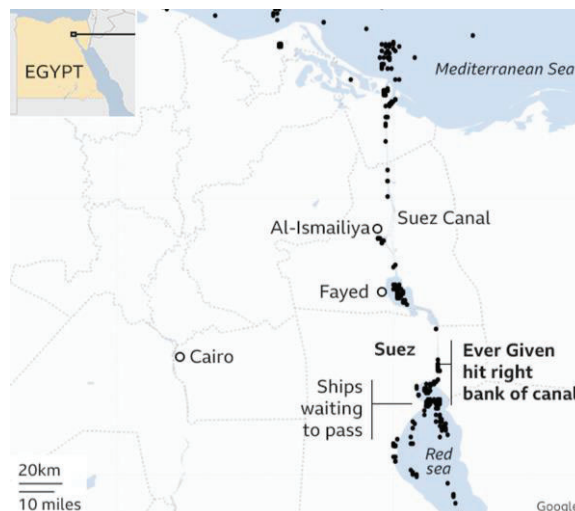 EGYPT
Mediterranean Sea
Al-Ismailiya
Suez Canal
Fayed
Cairo
Suez
Ever Given
hit right
bank of canal
Ships
waiting
to pass
Red
sea
20km
10 miles
Google